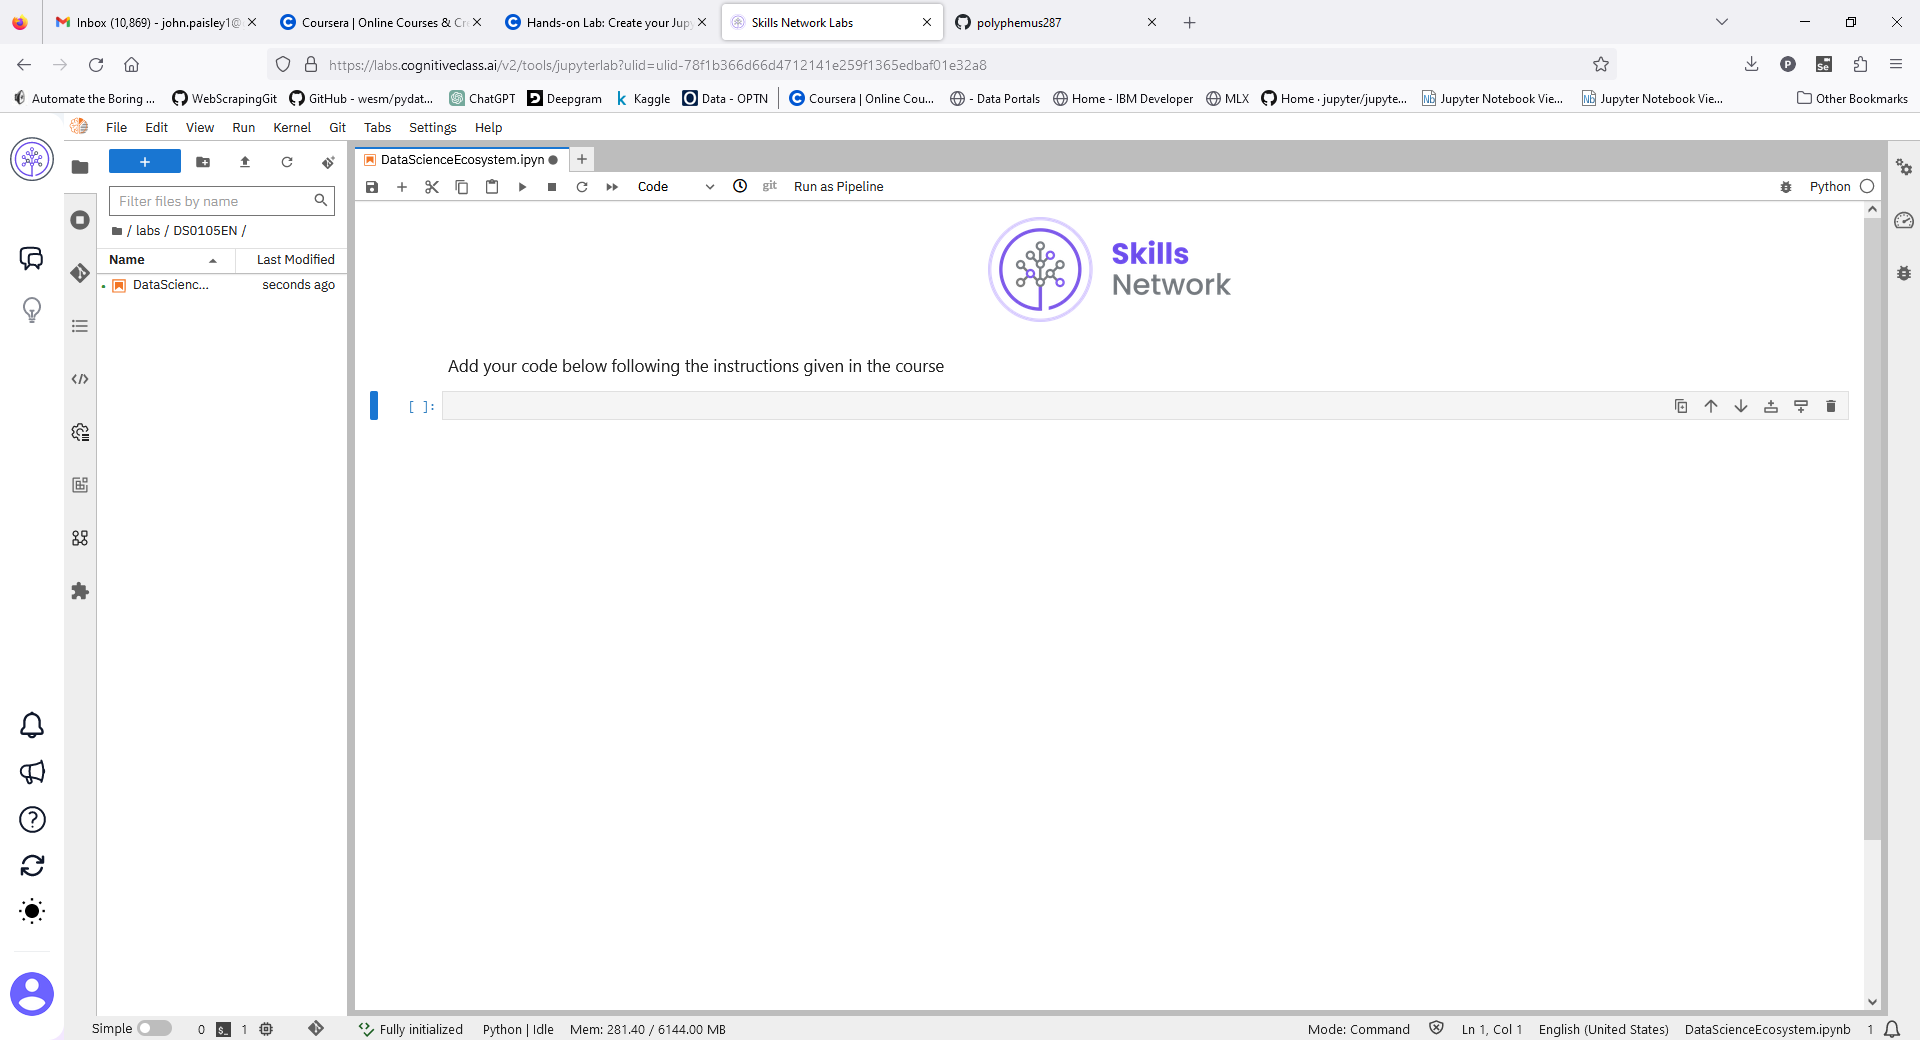 Inbox (10,869) - john.paisley1@
Coursera | Online Courses & Cre
Hands-on Lab: Create your Jupy
Skills Network Labs
polyphemus287
https://labs.cognitiveclass.ai/v2/tools/jupyterlab?ulid=ulid-78f1b366d66d4712141e259f1365edbaf01e32a8
P
Se
Automate the Boring ...
WebScrapingGit
GitHub - wesm/pydat...
ChatGPT
Deepgram
Kaggle
Data - OPTN
Coursera | Online Cou...
- Data Portals
Home - IBM Developer
MLX
Home · jupyter/jupyte...
Jupyter Notebook Vie...
Jupyter Notebook Vie...
Other Bookmarks
File Edit View Run Kernel Git Tabs Settings Help
DataScienceEcosystem.ipyn
Code
git
Run as Pipeline
Python
Filter files by name
/ labs / DS0105EN /
Name Last Modified
DataScienc... seconds ago
Skills
Network
Add your code below following the instructions given in the course
[ ]:
Simple 0 1 Fully initialized Python | Idle Mem: 281.40 / 6144.00 MB Mode: Command Ln 1, Col 1 English (United States) DataScienceEcosystem.ipynb 1